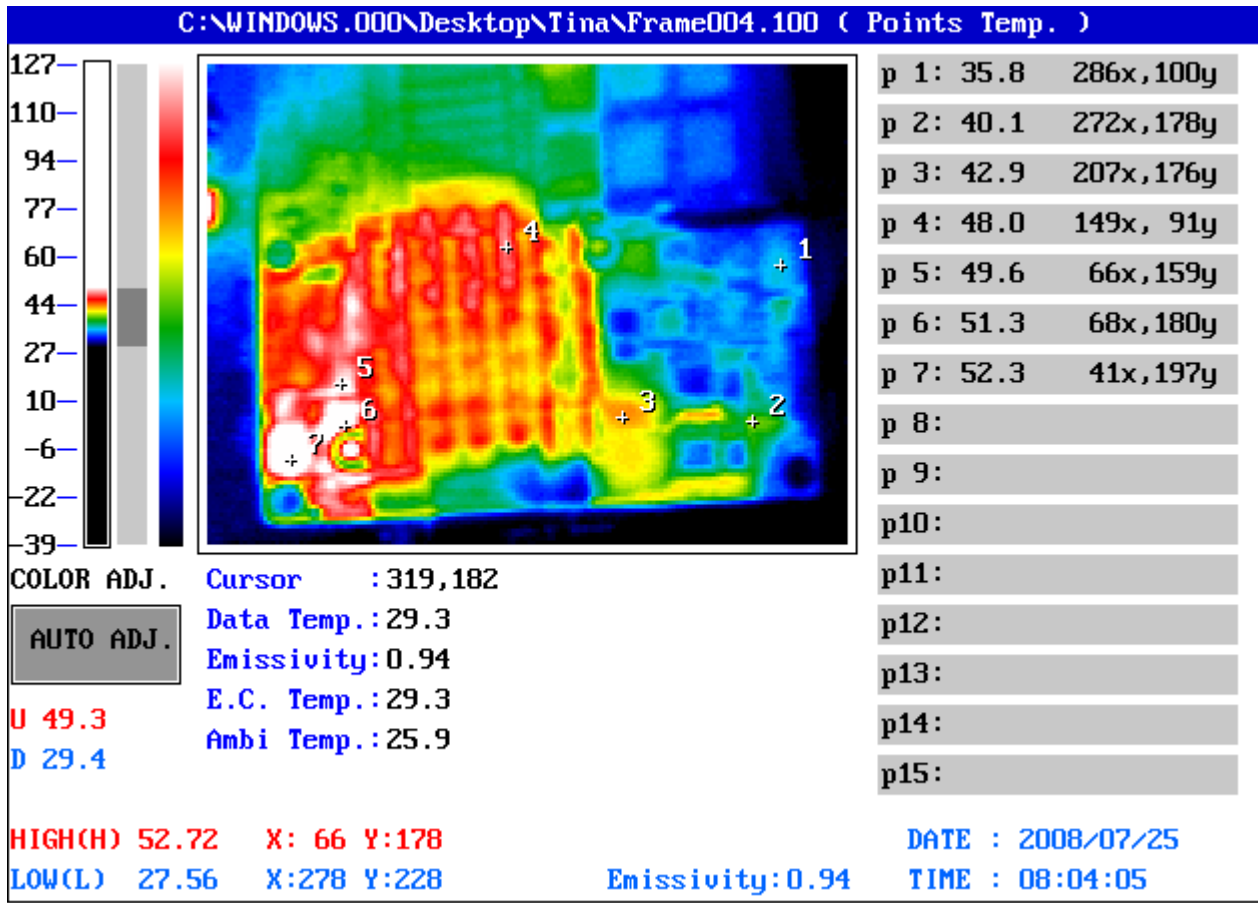 C:\WINDOWS.000\Desktop\Tina\Frame004.100 ( Points Temp. )
127
110
94
77
60
44
27
10
-6
-22
-39
COLOR ADJ.
AUTO ADJ.
U 49.3
D 29.4
1
2
3
4
5
6
7
Cursor :319,182
Data Temp.:29.3
Emissivity:0.94
E.C. Temp.:29.3
Ambi Temp.:25.9
p 1: 35.8 286x,100y
p 2: 40.1 272x,178y
p 3: 42.9 207x,176y
p 4: 48.0 149x, 91y
p 5: 49.6 66x,159y
p 6: 51.3 68x,180y
p 7: 52.3 41x,197y
p 8:
p 9:
p10:
p11:
p12:
p13:
p14:
p15:
HIGH(H) 52.72 X: 66 Y:178
LOW(L) 27.56 X:278 Y:228
Emissivity:0.94
DATE : 2008/07/25
TIME : 08:04:05